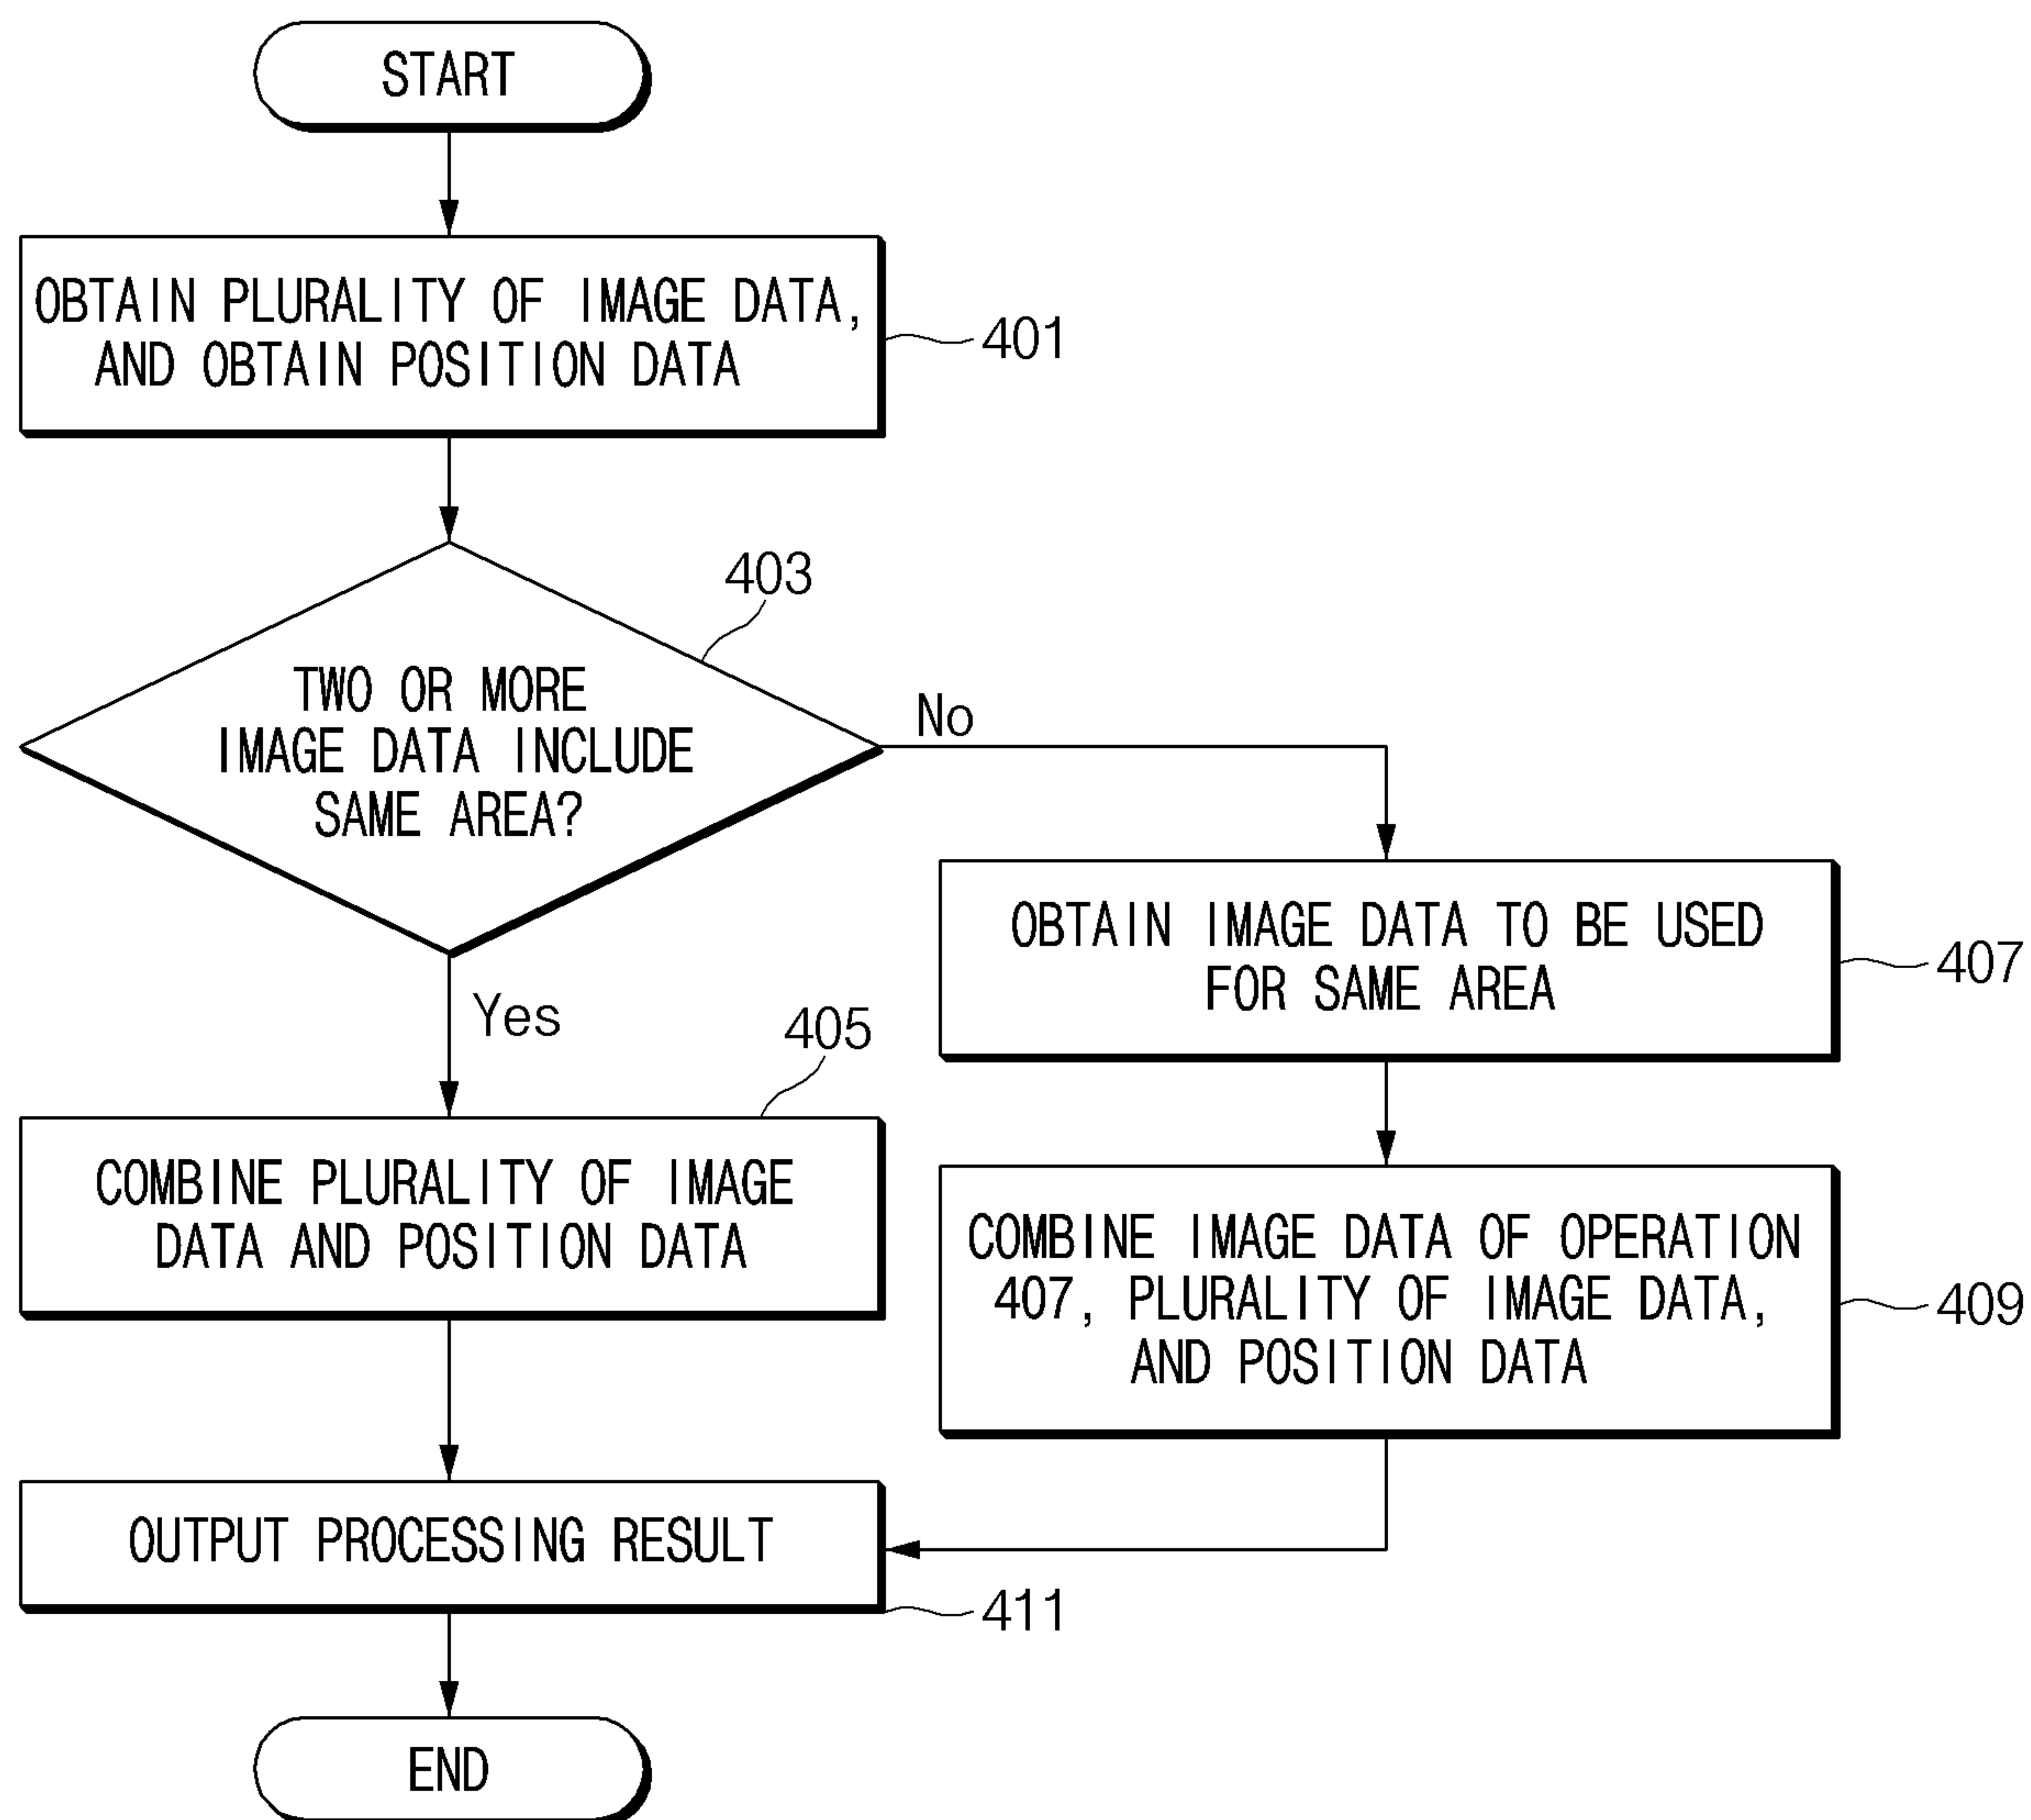 START
OBTAIN PLURALITY OF IMAGE DATA,
AND OBTAIN POSITION DATA
401
403
TWO OR MORE
IMAGE DATA INCLUDE
SAME AREA?
No
Yes
405
COMBINE PLURALITY OF IMAGE
DATA AND POSITION DATA
OBTAIN IMAGE DATA TO BE USED
FOR SAME AREA
407
COMBINE IMAGE DATA OF OPERATION
407, PLURALITY OF IMAGE DATA,
AND POSITION DATA
409
OUTPUT PROCESSING RESULT
411
END